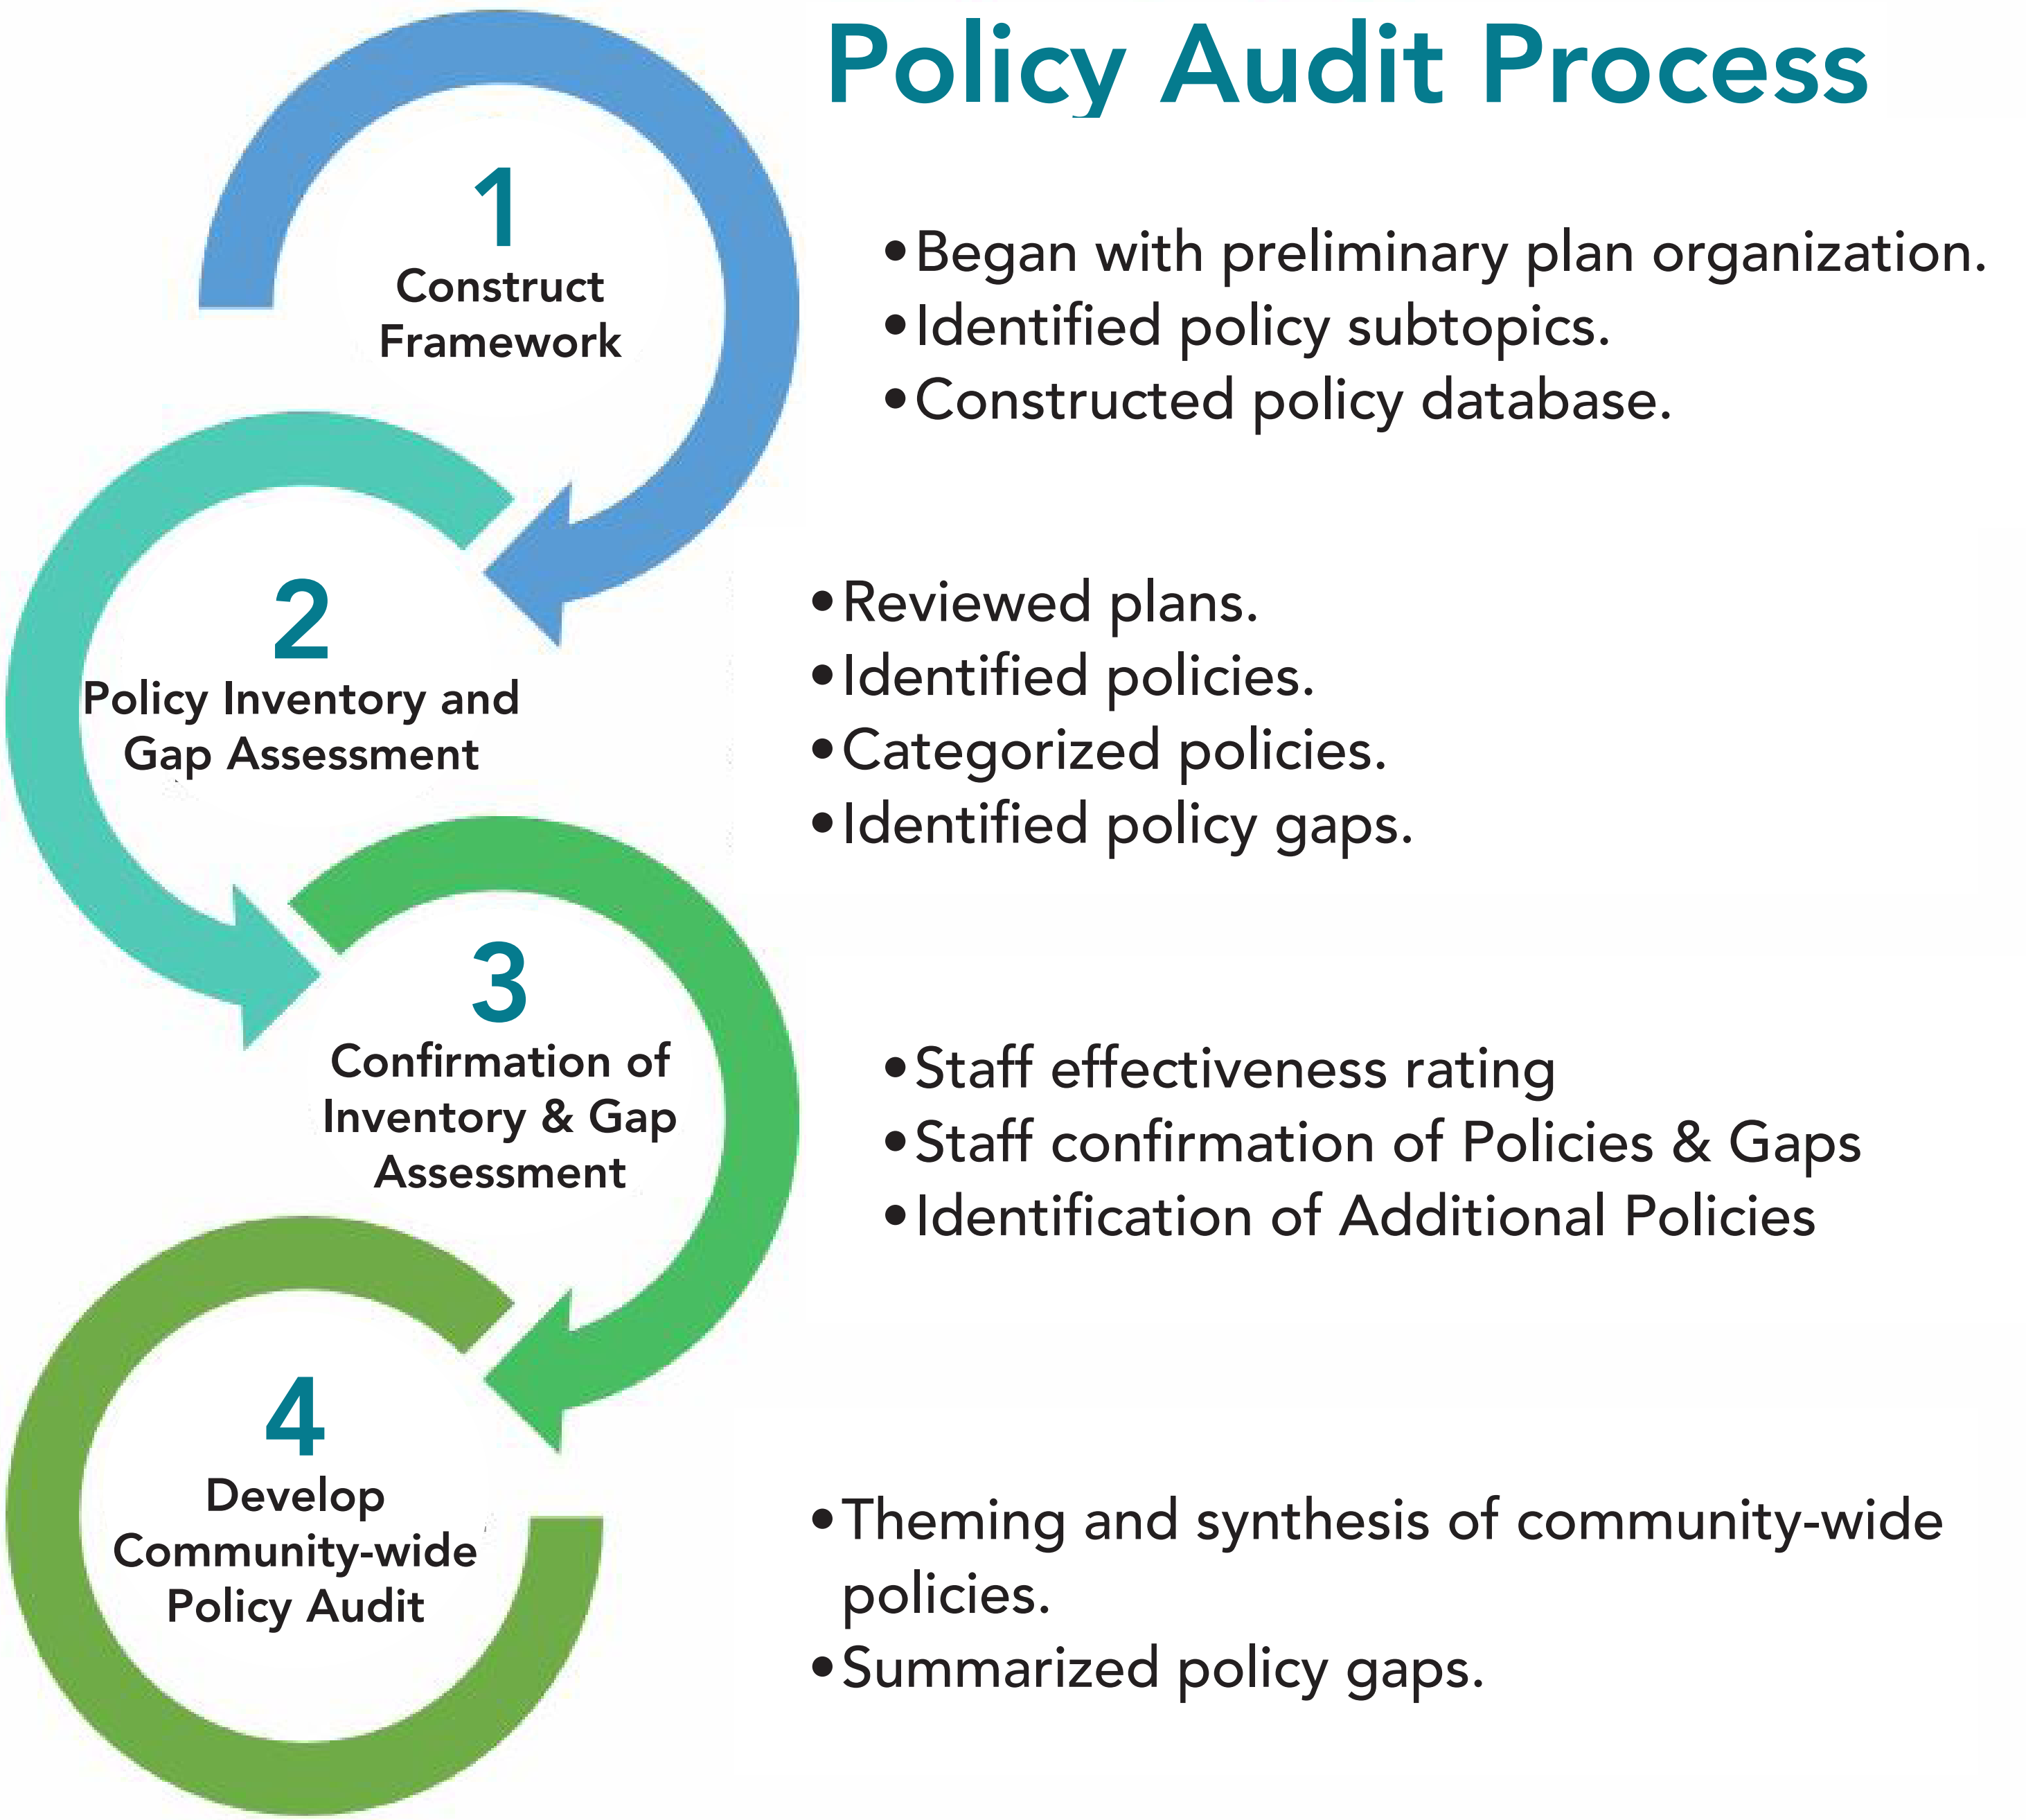 Policy Audit Process
1
Construct
Framework
•Began with preliminary plan organization.
•Identified policy subtopics.
•Constructed policy database.
2
Policy Inventory and
Gap Assessment
•Reviewed plans.
•Identified policies.
•Categorized policies.
•Identified policy gaps.
3
Confirmation of
Inventory & Gap
Assessment
•Staff effectiveness rating
•Staff confirmation of Policies & Gaps
•Identification of Additional Policies
4
Develop
Community-wide
Policy Audit
•Theming and synthesis of community-wide
policies.
•Summarized policy gaps.